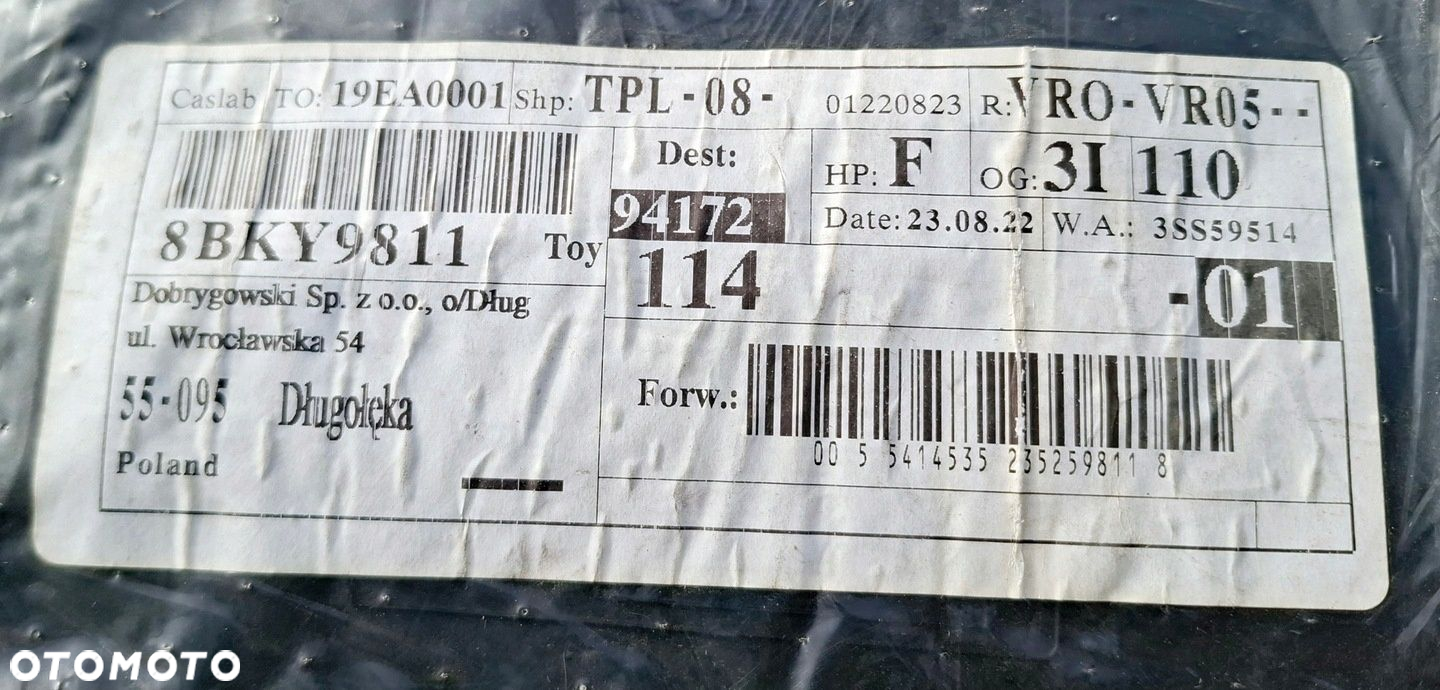 Caslab TO: 19EA0001 Shp: TPL-08- 01220823 R: VRO-VR05--
Dest: HP: F OG: 3I 110
94172 Date: 23.08.22 W.A.: 3SS59514
8BKY9811 Toy 114 -01
Dobrygowski Sp. z o.o., o/Dług
ul. Wrocławska 54
55-095 Długołęka
Forw.:
Poland
00 5 5414535 235259811 8
OTOMOTO